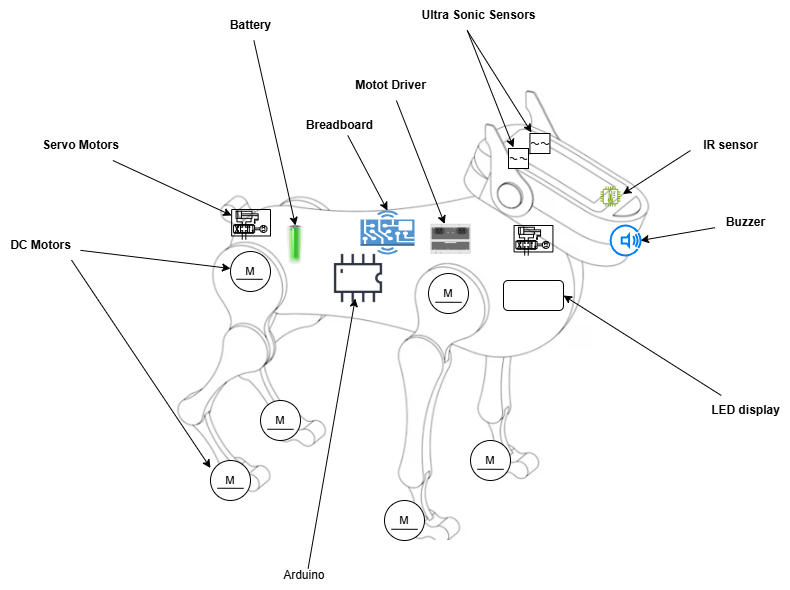 Ultra Sonic Sensors
Battery
Motot Driver
Breadboard
Servo Motors
IR sensor
Buzzer
DC Motors
M
M
LED display
M
M
M
M
Arduino